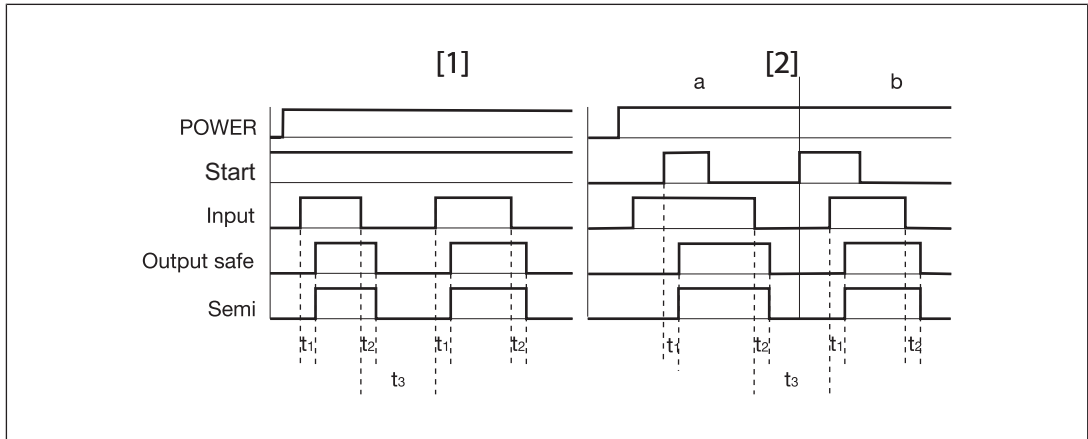 [1] [2]
a b
POWER
Start
Input
Output safe
Semi
t1 t2 t1 t2 t1 t2 t1 t2
t3 t3